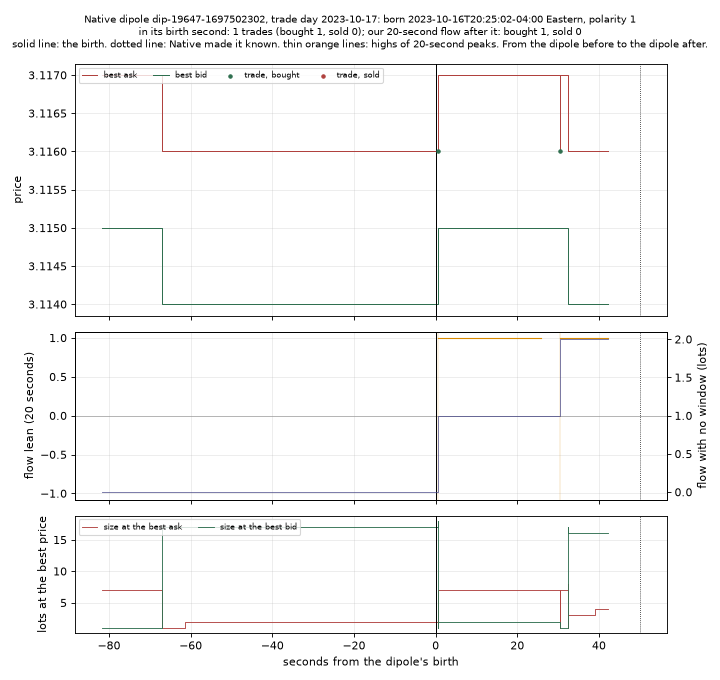 Native dipole dip-19647-1697502302, trade day 2023-10-17: born 2023-10-16T20:25:02-04:00 Eastern, polarity 1
in its birth second: 1 trades (bought 1, sold 0); our 20-second flow after it: bought 1, sold 0
solid line: the birth. dotted line: Native made it known. thin orange lines: highs of 20-second peaks. From the dipole before to the dipole after.
best ask
best bid
trade, bought
trade, sold
3.1170
3.1165
3.1160
3.1155
3.1150
3.1145
3.1140
price
1.0
0.5
0.0
−0.5
−1.0
flow lean (20 seconds)
2.0
1.5
1.0
0.5
0.0
flow with no window (lots)
size at the best ask
size at the best bid
15
10
5
lots at the best price
−80
−60
−40
−20
0
20
40
seconds from the dipole's birth